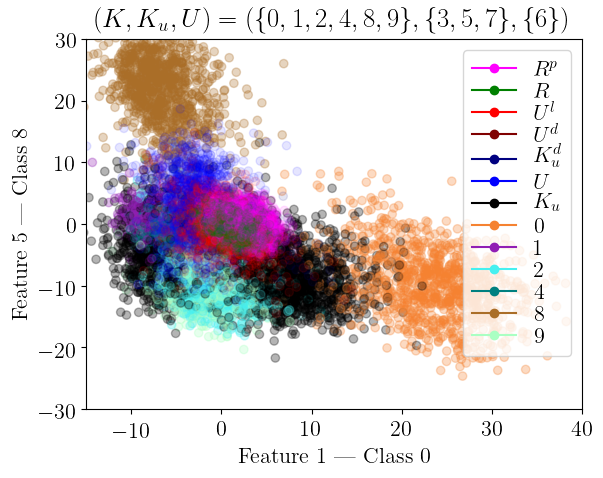 (K, K_u, U) = ({0, 1, 2, 4, 8, 9}, {3, 5, 7}, {6})
30
20
10
0
−10
−20
−30
−10
0
10
20
30
40
Feature 5 — Class 8
Feature 1 — Class 0
R^p
R
U^l
U^d
K_u^d
U
K_u
0
1
2
4
8
9